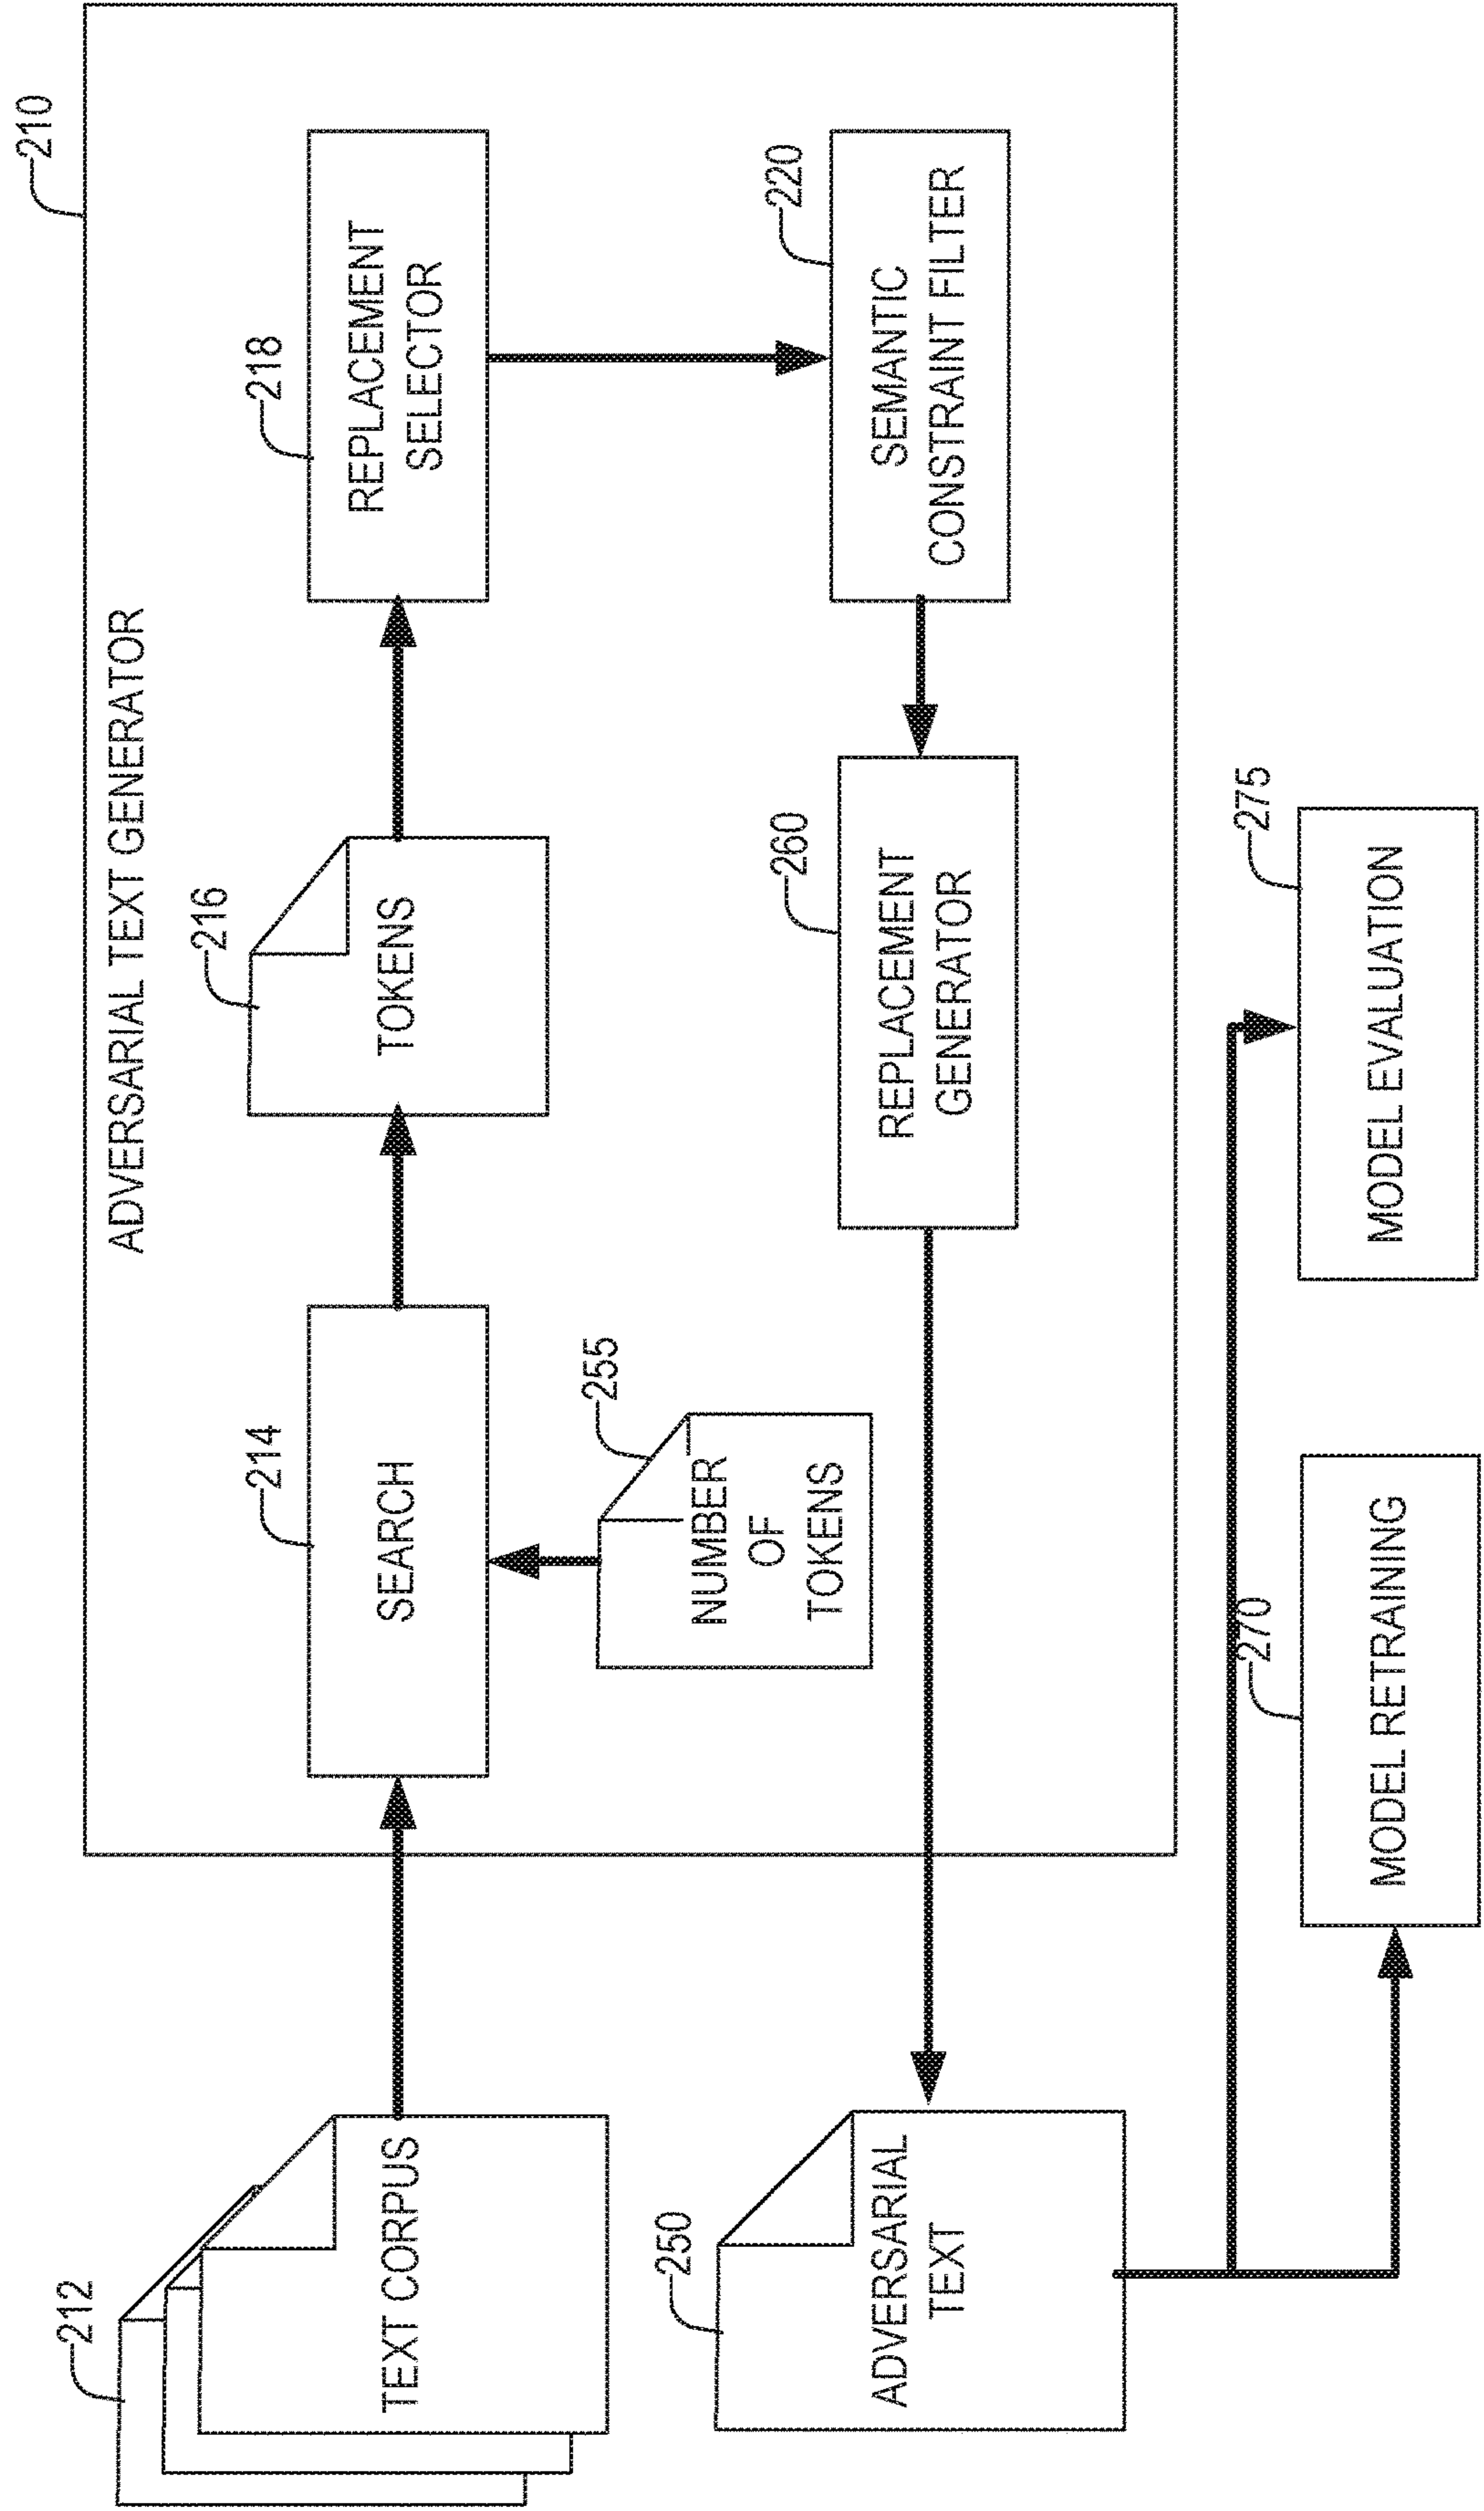 210
ADVERSARIAL TEXT GENERATOR
212
TEXT CORPUS
214
SEARCH
216
TOKENS
218
REPLACEMENT
SELECTOR
255
NUMBER
OF
TOKENS
250
ADVERSARIAL
TEXT
260
REPLACEMENT
GENERATOR
220
SEMANTIC
CONSTRAINT FILTER
270
MODEL RETRAINING
275
MODEL EVALUATION